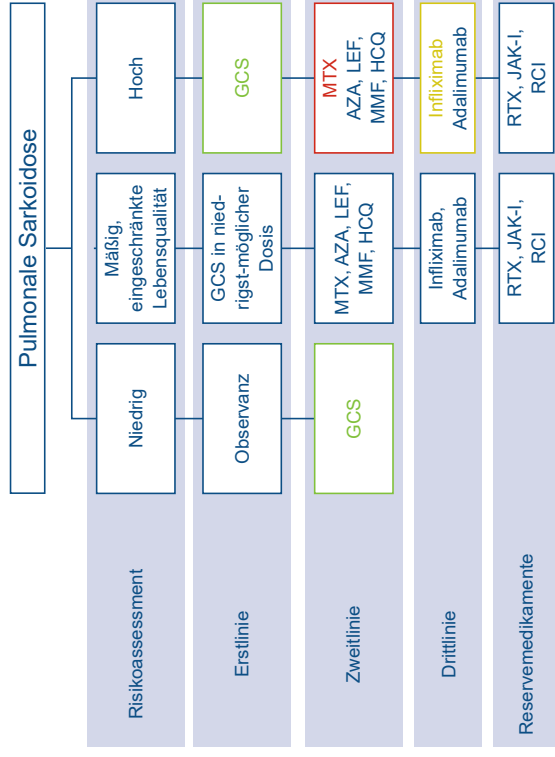 Pulmonale Sarkoidose
Risikoassessment
Niedrig
Mäßig,
eingeschränkte
Lebensqualität
Hoch
Erstlinie
Observanz
GCS in nied-
rigst-möglicher
Dosis
GCS
Zweitlinie
GCS
MTX, AZA, LEF,
MMF, HCQ
MTX
AZA, LEF,
MMF, HCQ
Drittlinie
Infliximab,
Adalimumab
Infliximab
Adalimumab
Reservemedikamente
RTX, JAK-I,
RCI
RTX, JAK-I,
RCI